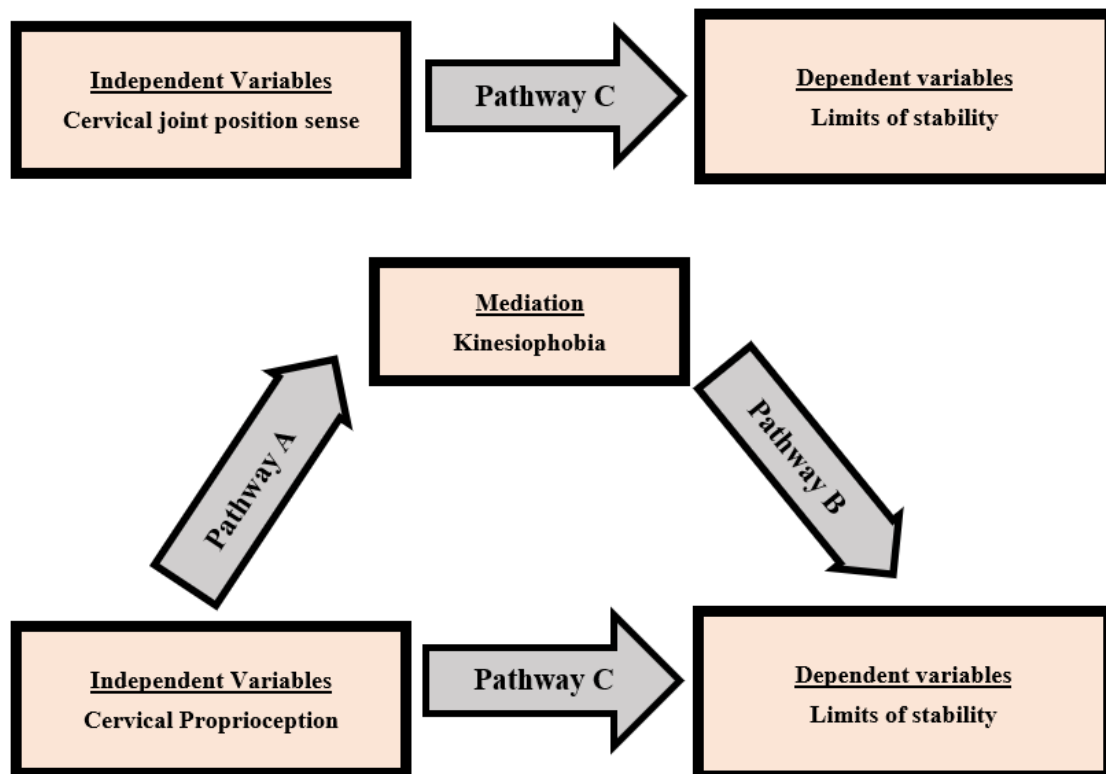 Independent Variables
Cervical joint position sense
Pathway C
Dependent variables
Limits of stability
Mediation
Kinesiophobia
Pathway A
Pathway B
Independent Variables
Cervical Proprioception
Pathway C
Dependent variables
Limits of stability